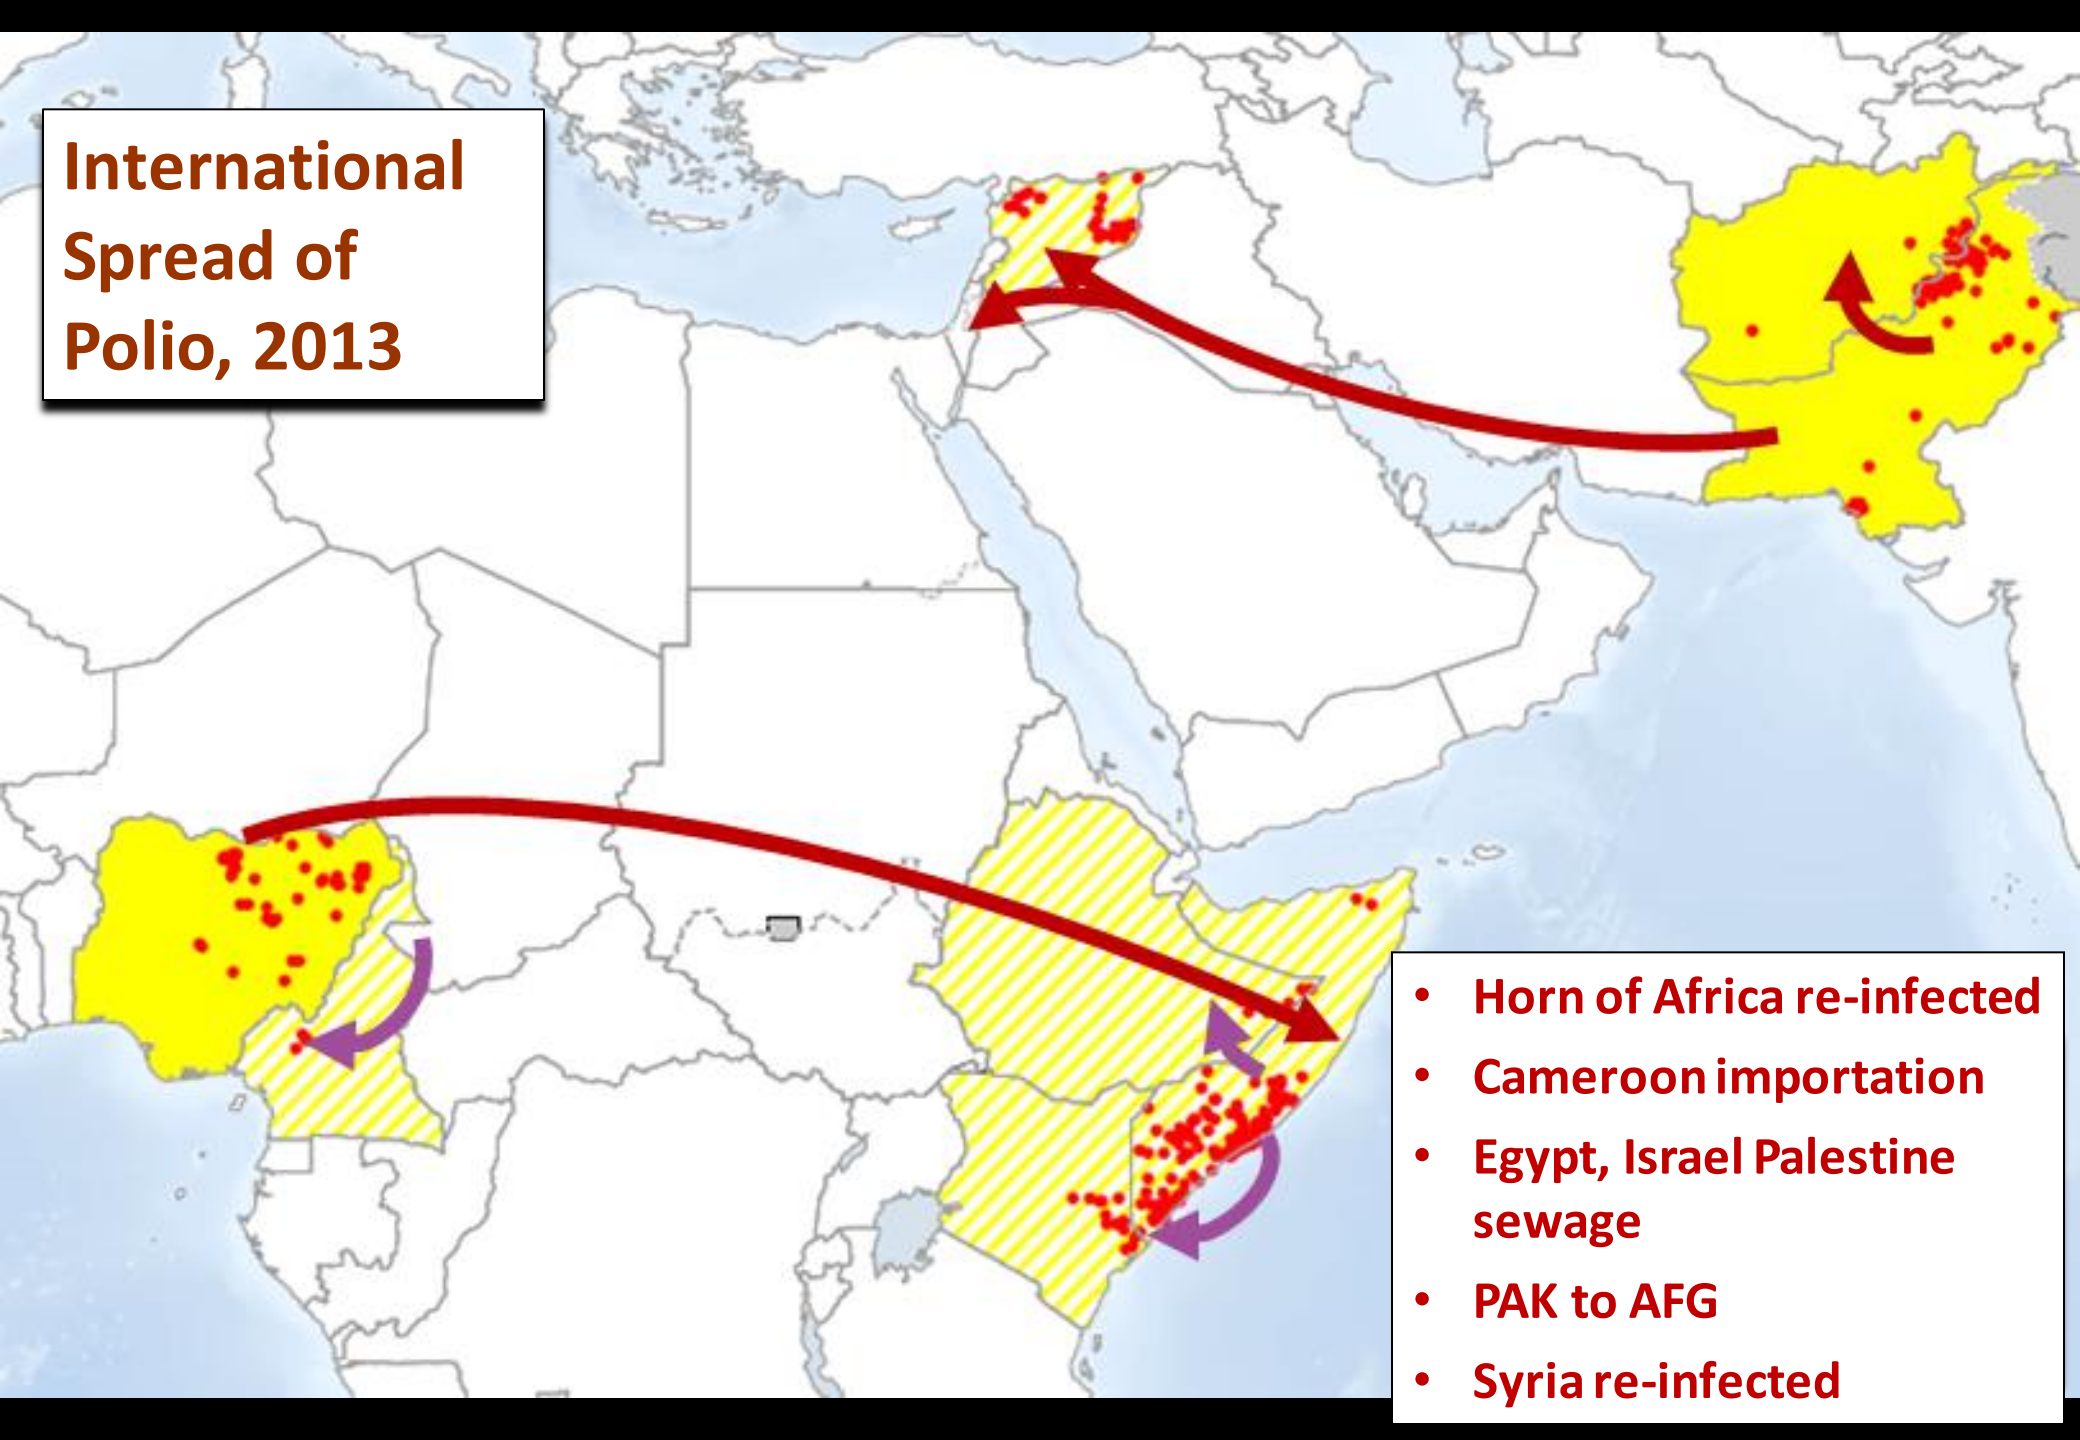 International
Spread of
Polio, 2013
• Horn of Africa re-infected
• Cameroon importation
• Egypt, Israel Palestine
sewage
• PAK to AFG
• Syria re-infected